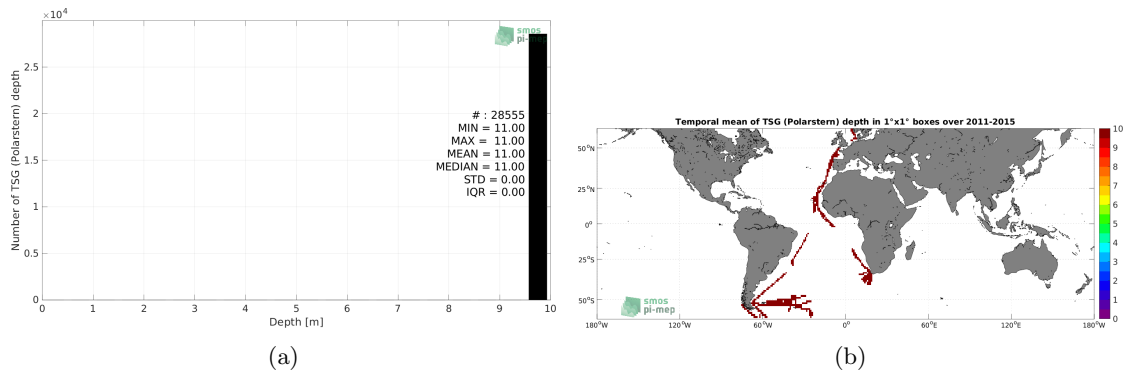 ×10⁴
Number of TSG (Polarstern) depth
2.5
2
1.5
1
0.5
0
0 1 2 3 4 5 6 7 8 9 10
Depth [m]
smos
pi-mep
# : 28555
MIN = 11.00
MAX = 11.00
MEAN = 11.00
MEDIAN = 11.00
STD = 0.00
IQR = 0.00
(a)
Temporal mean of TSG (Polarstern) depth in 1°x1° boxes over 2011-2015
50°N
25°N
0°
25°S
50°S
180°W 120°W 60°W 0° 60°E 120°E 180°W
smos
pi-mep
10
9
8
7
6
5
4
3
2
1
0
(b)